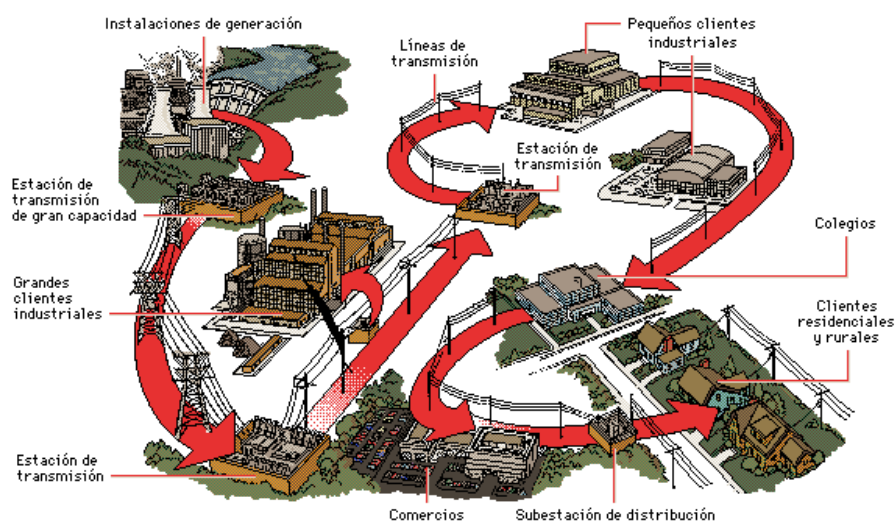 Instalaciones de generación
Líneas de
transmisión
Pequeños clientes
industriales
Estación de
transmisión
Estación de
transmisión
de gran capacidad
Colegios
Grandes
clientes
industriales
Clientes
residenciales
y rurales
Estación de
transmisión
Comercios
Subestación de distribución